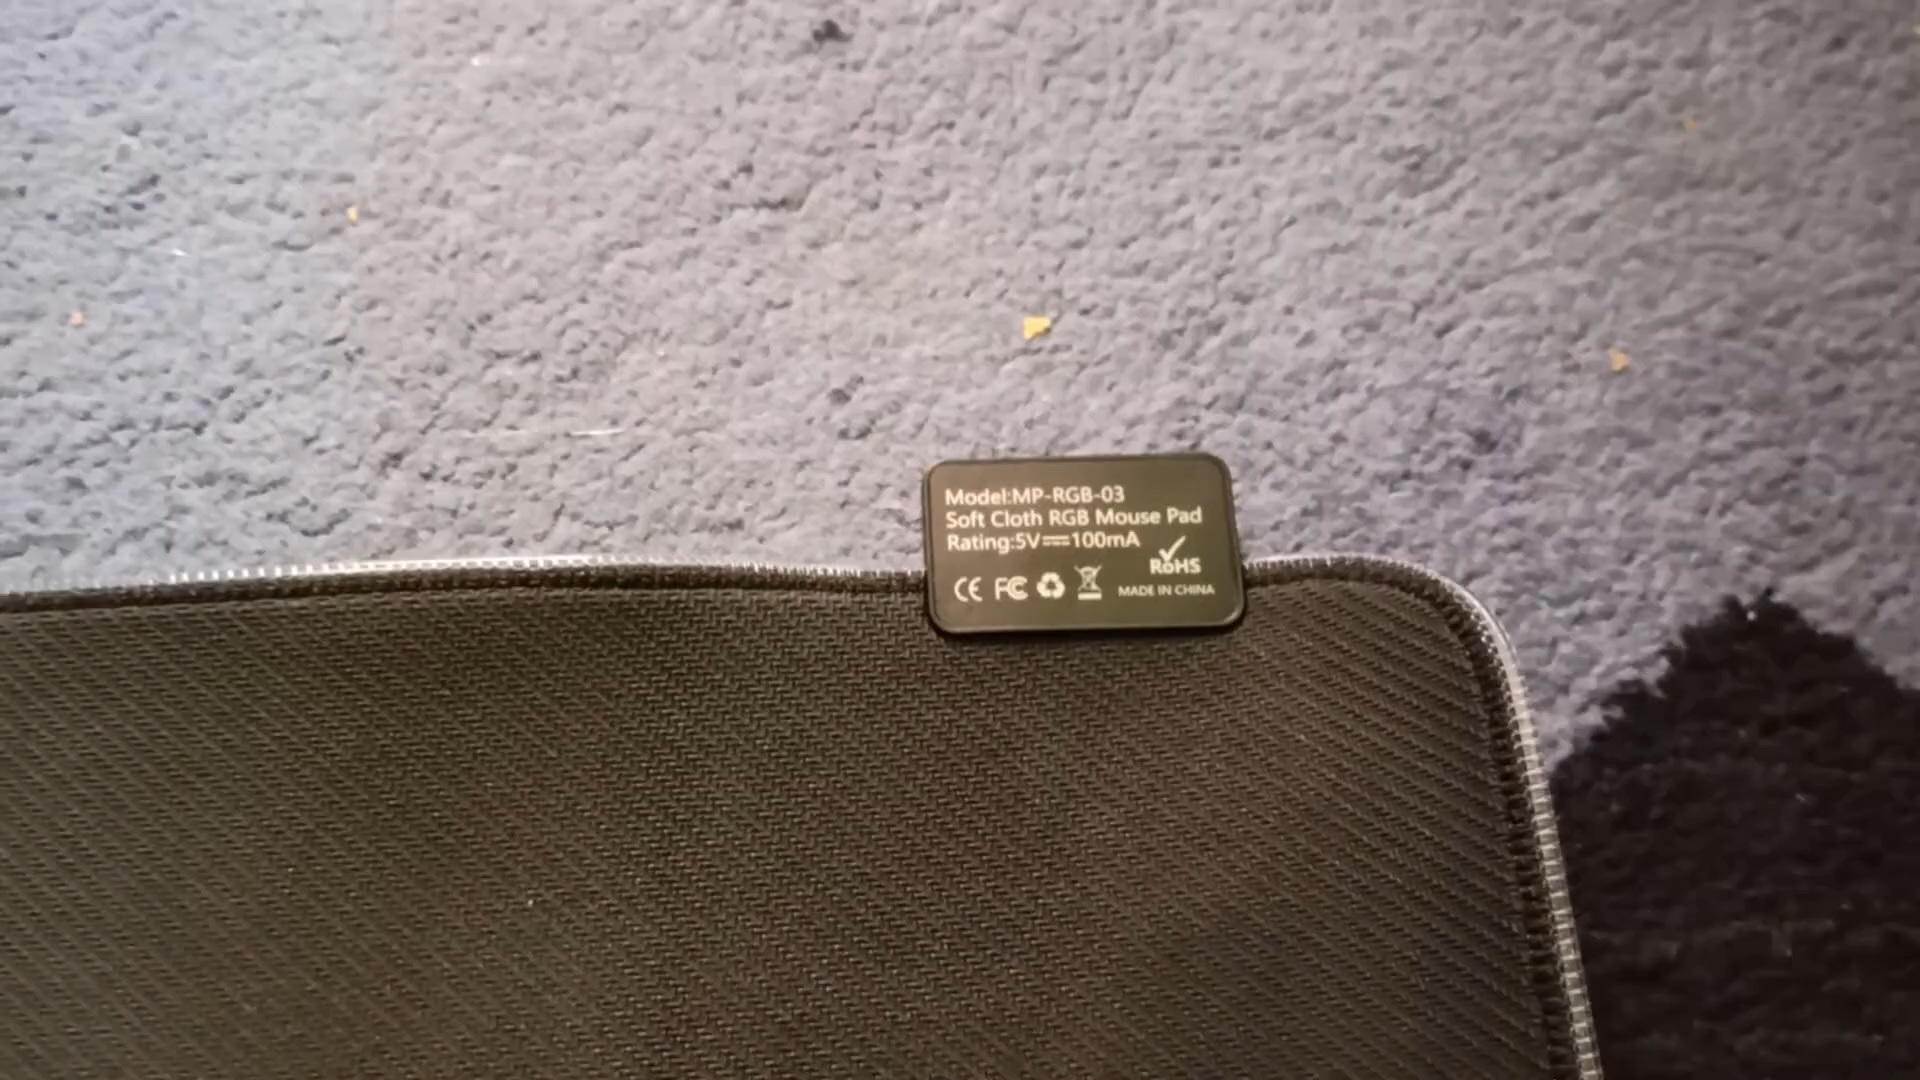 Model:MP-RGB-03
Soft Cloth RGB Mouse Pad
Rating:5V⎓100mA
RoHS
CE FC MADE IN CHINA